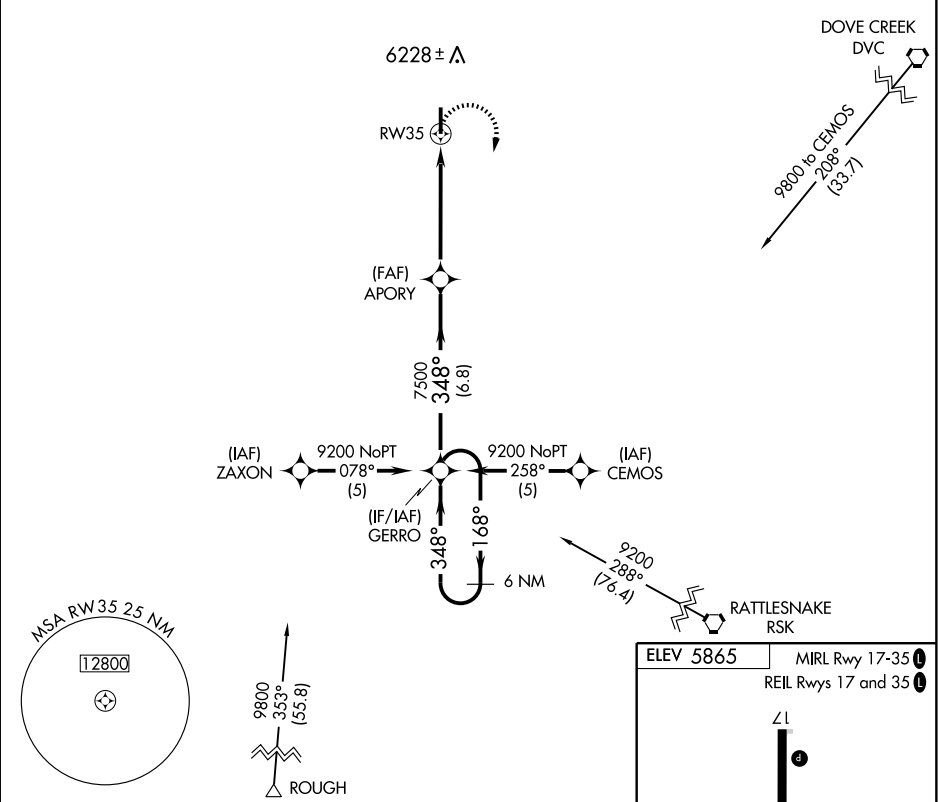 DOVE CREEK
DVC
6228 ±
RW35
9800 to CEMOS
208°
(33.7)
(FAF)
APORY
7500
348°
(6.8)
(IAF)
ZAXON
9200 NoPT
078°
(5)
9200 NoPT
258°
(5)
(IAF)
CEMOS
(IF/IAF)
GERRO
348°
168°
6 NM
9200
288°
(76.4)
RATTLESNAKE
RSK
MSA RW35 25 NM
12800
9800
353°
(55.8)
ROUGH
ELEV 5865
MIRL Rwy 17-35 L
REIL Rwys 17 and 35 L
17
P